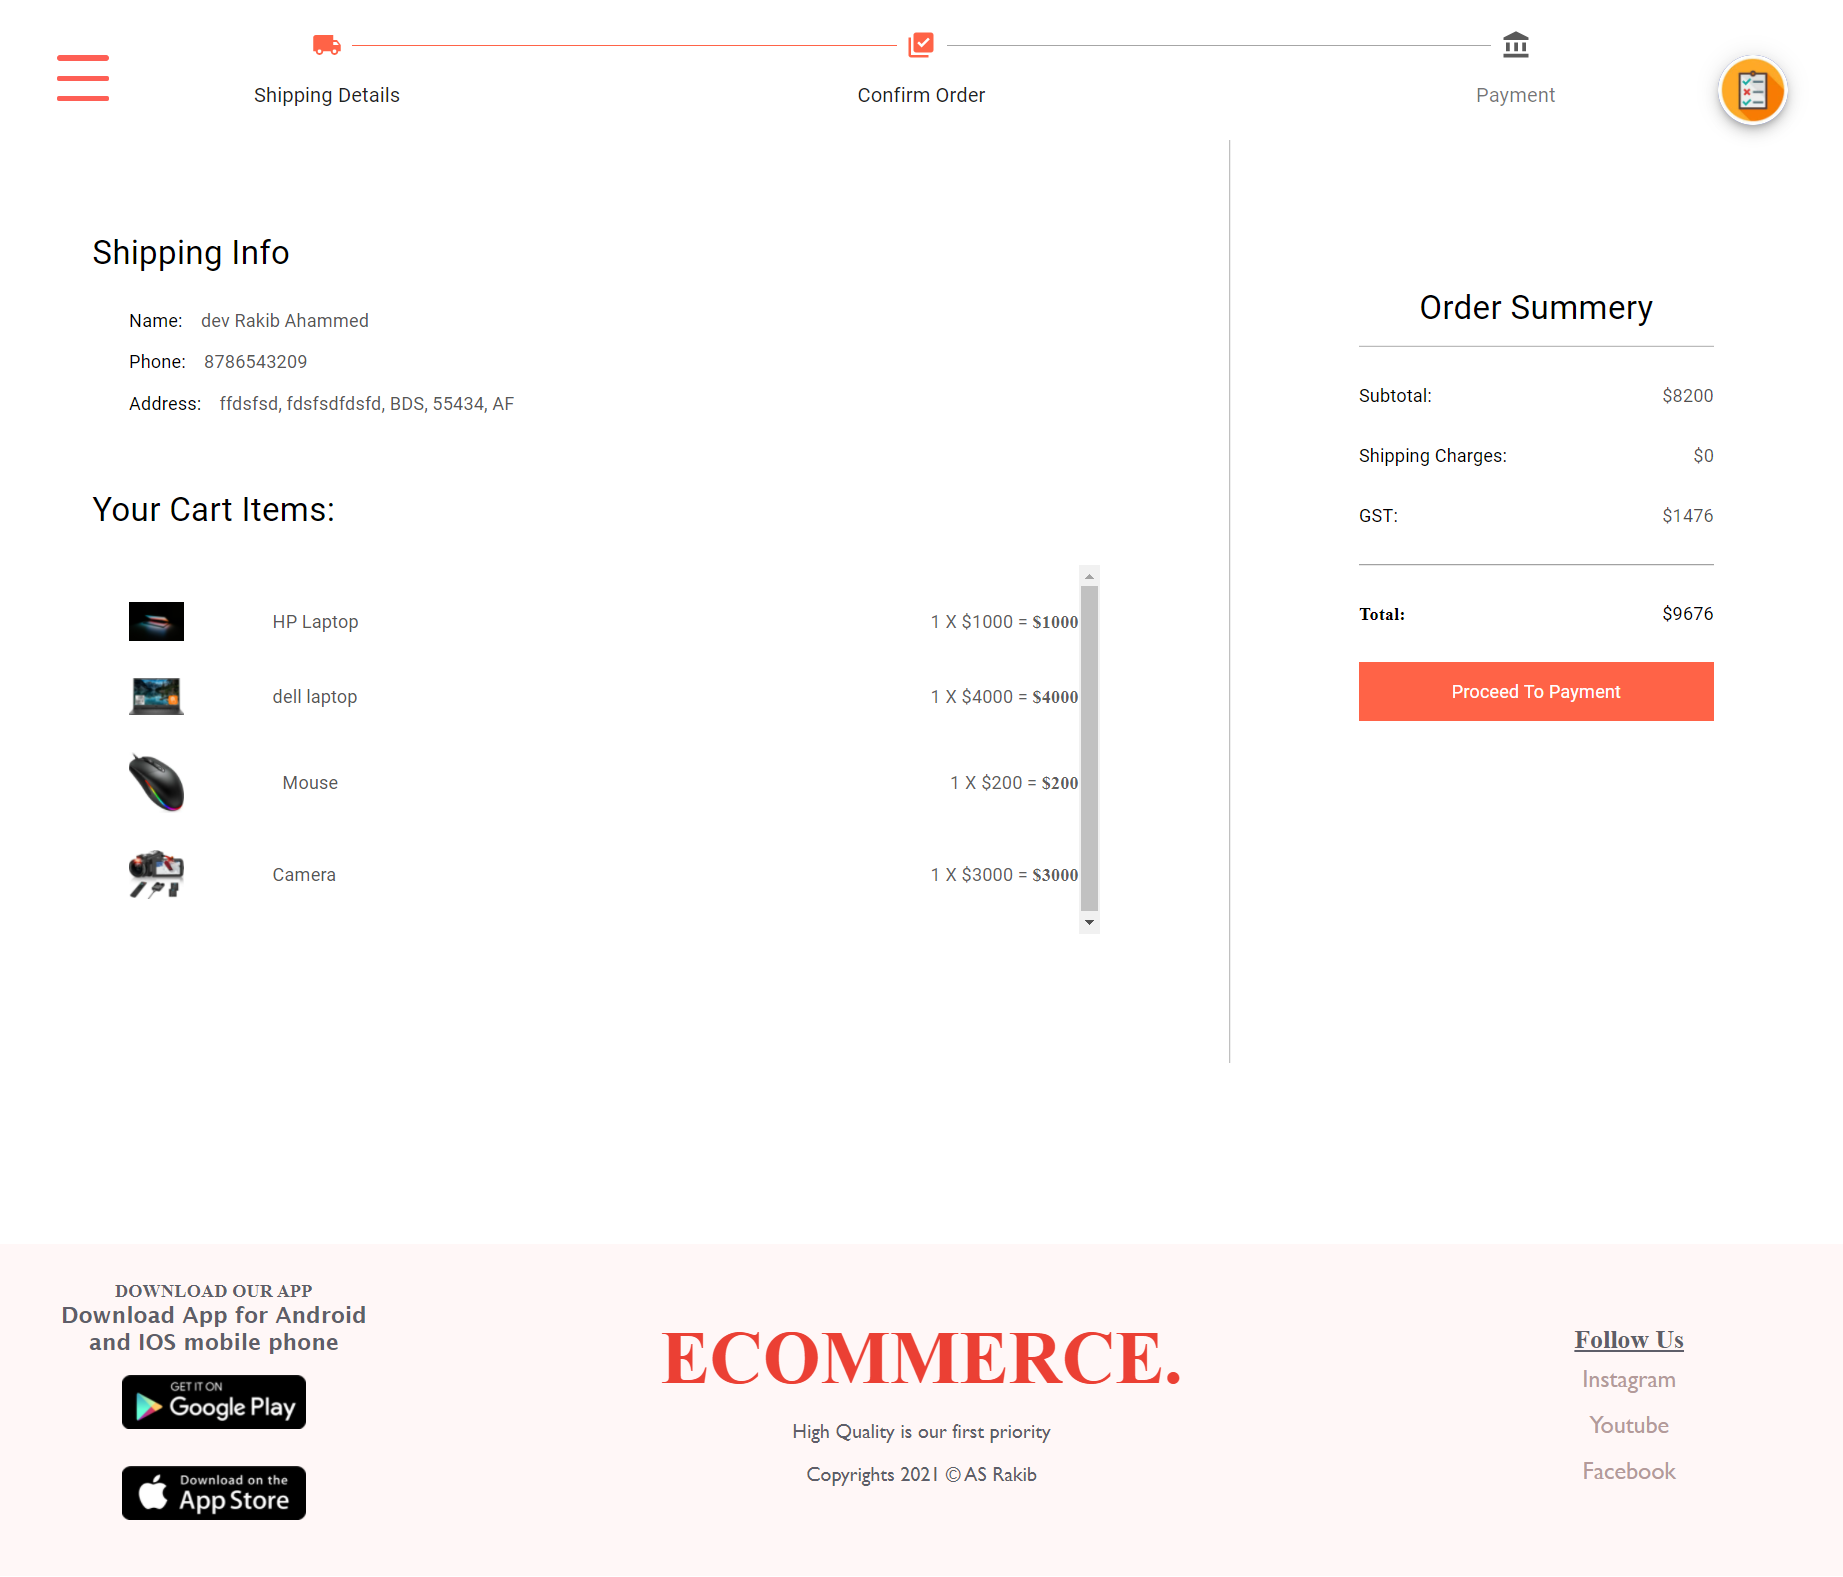 Shipping Details
Confirm Order
Payment
Shipping Info
Name: dev Rakib Ahammed
Phone: 8786543209
Address: ffdsfsd, fdsfsdfdsfd, BDS, 55434, AF
Your Cart Items:
HP Laptop 1 X $1000 = $1000
dell laptop 1 X $4000 = $4000
Mouse 1 X $200 = $200
Camera 1 X $3000 = $3000
Order Summery
Subtotal: $8200
Shipping Charges: $0
GST: $1476
Total: $9676
Proceed To Payment
DOWNLOAD OUR APP
Download App for Android
and IOS mobile phone
GET IT ON
Google Play
Download on the
App Store
ECOMMERCE.
High Quality is our first priority
Copyrights 2021 © AS Rakib
Follow Us
Instagram
Youtube
Facebook